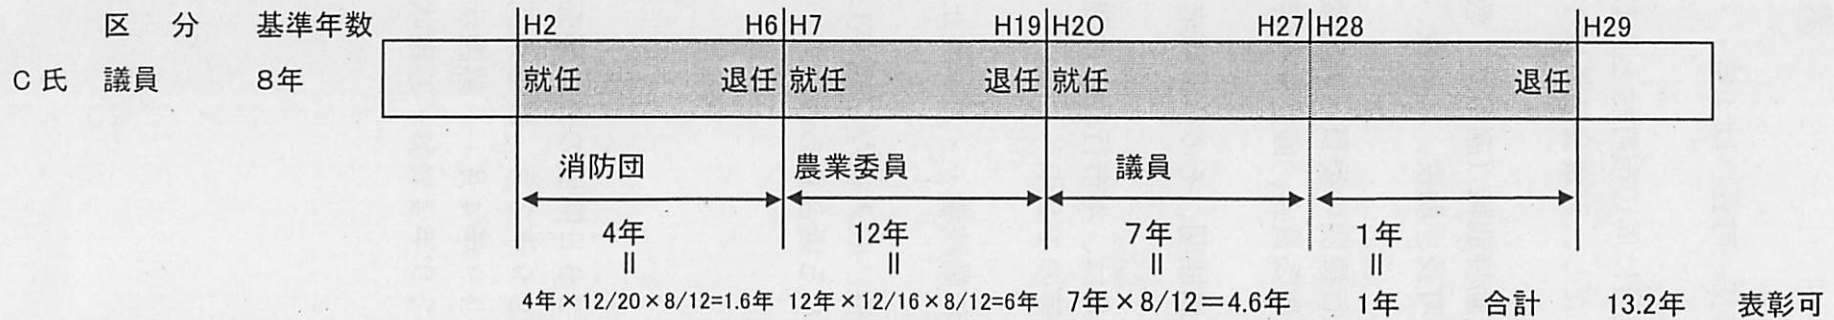 区　分　基準年数　H2　H6　H7　H19　H20　H27　H28　H29
C氏　議員　8年　就任　退任　就任　退任　就任　退任
消防団　農業委員　議員
4年　12年　7年　1年
||　||　||　||
4年×12/20×8/12=1.6年　12年×12/16×8/12=6年　7年×8/12=4.6年　1年　合計　13.2年　表彰可